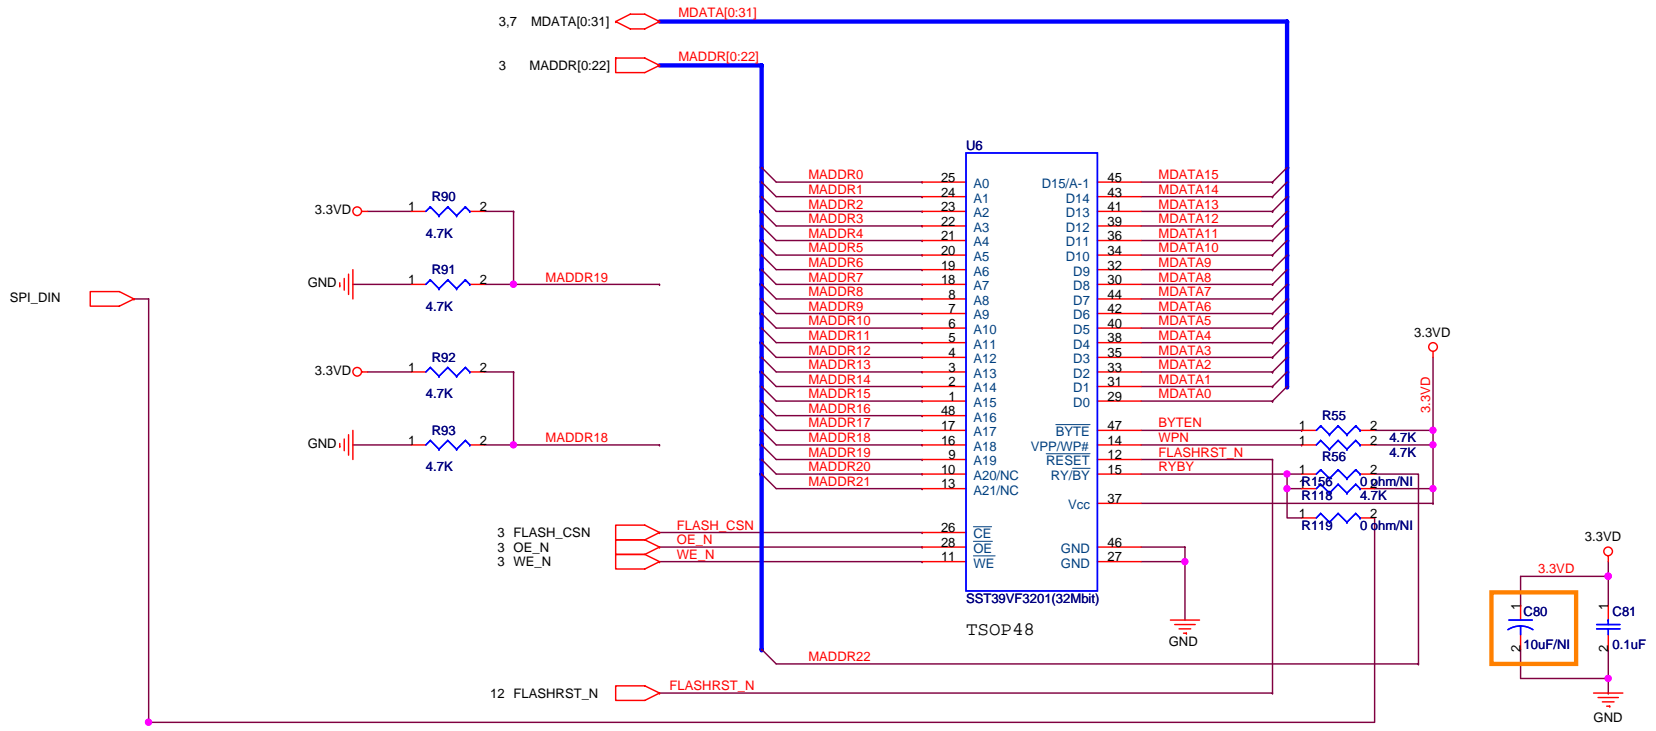 3,7 MDATA[0:31] MDATA[0:31]
3 MADDR[0:22] MADDR[0:22]
U6
MADDR0 25 A0 D15/A-1 45 MDATA15
MADDR1 24 A1 D14 43 MDATA14
MADDR2 23 A2 D13 41 MDATA13
MADDR3 22 A3 D12 39 MDATA12
MADDR4 21 A4 D11 36 MDATA11
MADDR5 20 A5 D10 34 MDATA10
MADDR6 19 A6 D9 32 MDATA9
MADDR7 18 A7 D8 30 MDATA8
MADDR8 8 A8 D7 44 MDATA7
MADDR9 7 A9 D6 42 MDATA6
MADDR10 6 A10 D5 40 MDATA5
MADDR11 5 A11 D4 38 MDATA4
MADDR12 4 A12 D3 35 MDATA3
MADDR13 3 A13 D2 33 MDATA2
MADDR14 2 A14 D1 31 MDATA1
MADDR15 1 A15 D0 29 MDATA0
MADDR16 48 A16
MADDR17 17 A17 BYTE 47 BYTEN
MADDR18 16 A18 VPP/WP# 14 WPN
MADDR19 9 A19 RESET 12 FLASHRST_N
MADDR20 10 A20/NC RY/BY 15 RYBY
MADDR21 13 A21/NC
Vcc 37
3 FLASH_CSN FLASH_CSN 26 CE
3 OE_N OE_N 28 OE GND 46
3 WE_N WE_N 11 WE GND 27
SST39VF3201(32Mbit)
TSOP48
GND
MADDR22
12 FLASHRST_N FLASHRST_N
R90
3.3VD 1 2
4.7K
R91
GND 1 2 MADDR19
4.7K
SPI_DIN
R92
3.3VD 1 2
4.7K
R93
GND 1 2 MADDR18
4.7K
3.3VD
3.3VD
R55
1 2
4.7K
1 2
4.7K
R56
1 2
R156 0 ohm/NI
1 2
R118 4.7K
1 2
R119 0 ohm/NI
3.3VD
3.3VD
1 C80 1 C81
2 10uF/NI 2 0.1uF
GND